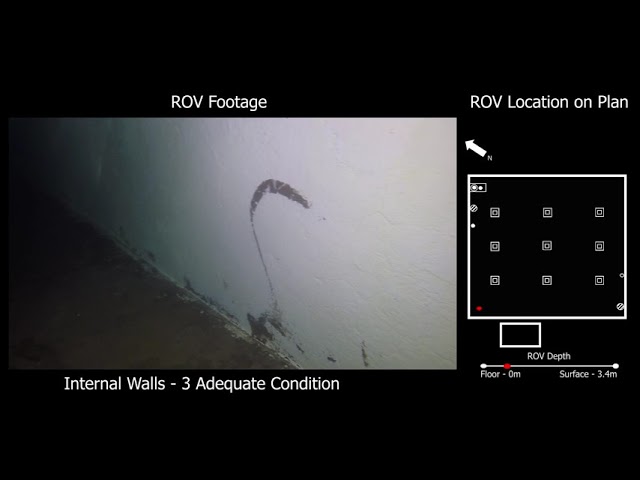 ROV Footage
ROV Location on Plan
N
Internal Walls - 3 Adequate Condition
ROV Depth
Floor - 0m
Surface - 3.4m